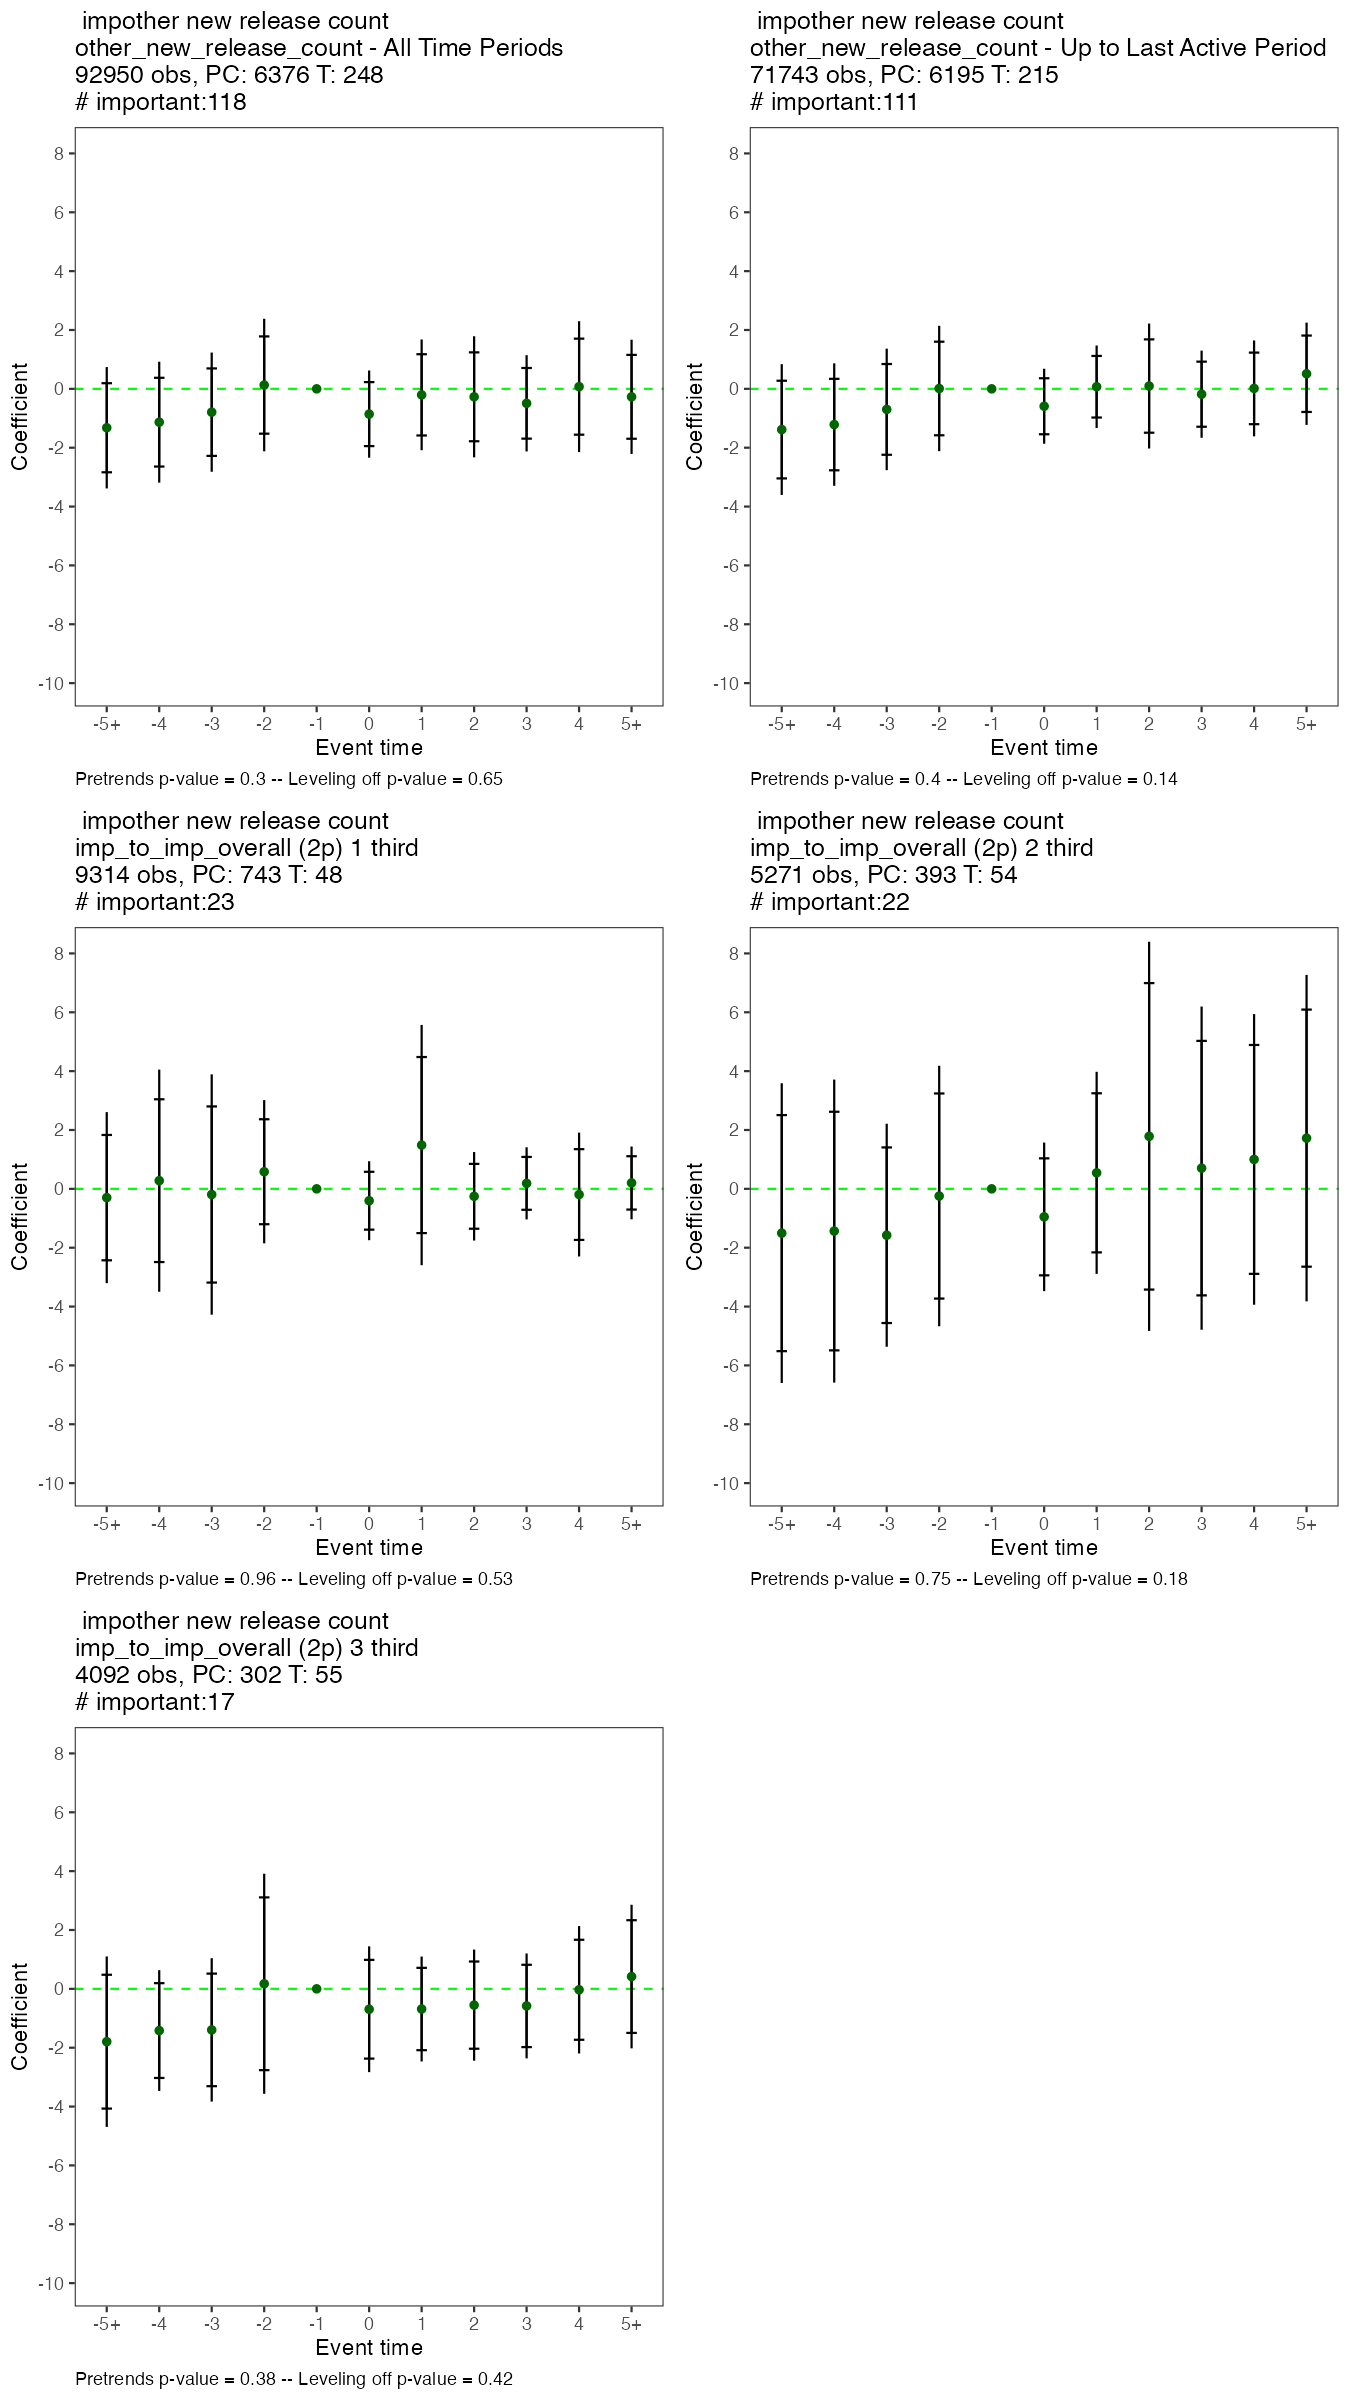 impother new release count
other_new_release_count - All Time Periods
92950 obs, PC: 6376 T: 248
# important:118
8
6
4
2
0
-2
-4
-6
-8
-10
Coefficient
-5+ -4 -3 -2 -1 0 1 2 3 4 5+
Event time
Pretrends p-value = 0.3 -- Leveling off p-value = 0.65
impother new release count
other_new_release_count - Up to Last Active Period
71743 obs, PC: 6195 T: 215
# important:111
8
6
4
2
0
-2
-4
-6
-8
-10
Coefficient
-5+ -4 -3 -2 -1 0 1 2 3 4 5+
Event time
Pretrends p-value = 0.4 -- Leveling off p-value = 0.14
impother new release count
imp_to_imp_overall (2p) 1 third
9314 obs, PC: 743 T: 48
# important:23
8
6
4
2
0
-2
-4
-6
-8
-10
Coefficient
-5+ -4 -3 -2 -1 0 1 2 3 4 5+
Event time
Pretrends p-value = 0.96 -- Leveling off p-value = 0.53
impother new release count
imp_to_imp_overall (2p) 2 third
5271 obs, PC: 393 T: 54
# important:22
8
6
4
2
0
-2
-4
-6
-8
-10
Coefficient
-5+ -4 -3 -2 -1 0 1 2 3 4 5+
Event time
Pretrends p-value = 0.75 -- Leveling off p-value = 0.18
impother new release count
imp_to_imp_overall (2p) 3 third
4092 obs, PC: 302 T: 55
# important:17
8
6
4
2
0
-2
-4
-6
-8
-10
Coefficient
-5+ -4 -3 -2 -1 0 1 2 3 4 5+
Event time
Pretrends p-value = 0.38 -- Leveling off p-value = 0.42